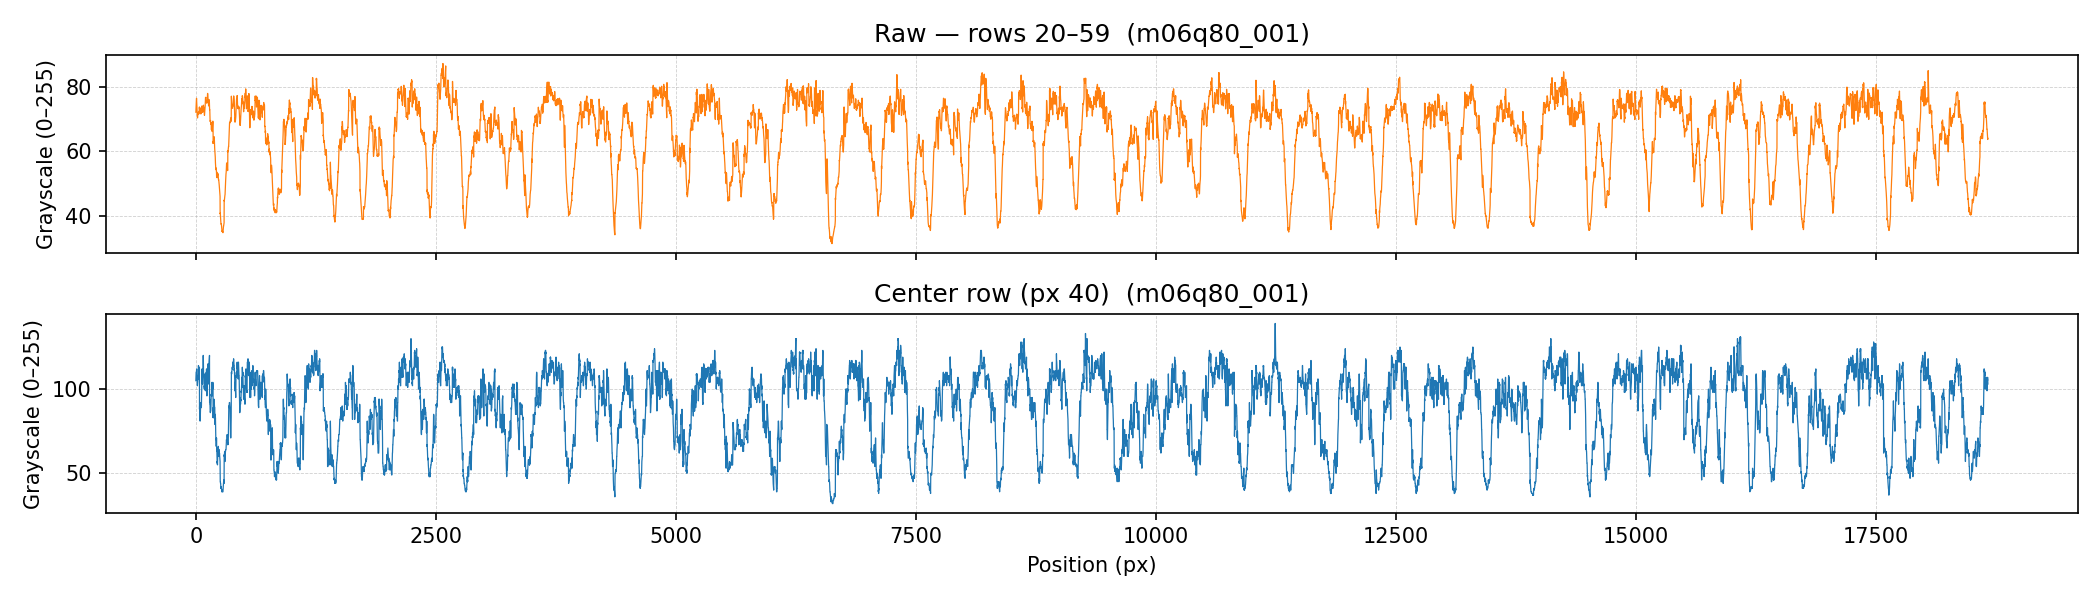 Raw — rows 20–59  (m06q80_001)
Grayscale (0–255)
80
60
40
Center row (px 40)  (m06q80_001)
Grayscale (0–255)
100
50
0 2500 5000 7500 10000 12500 15000 17500
Position (px)